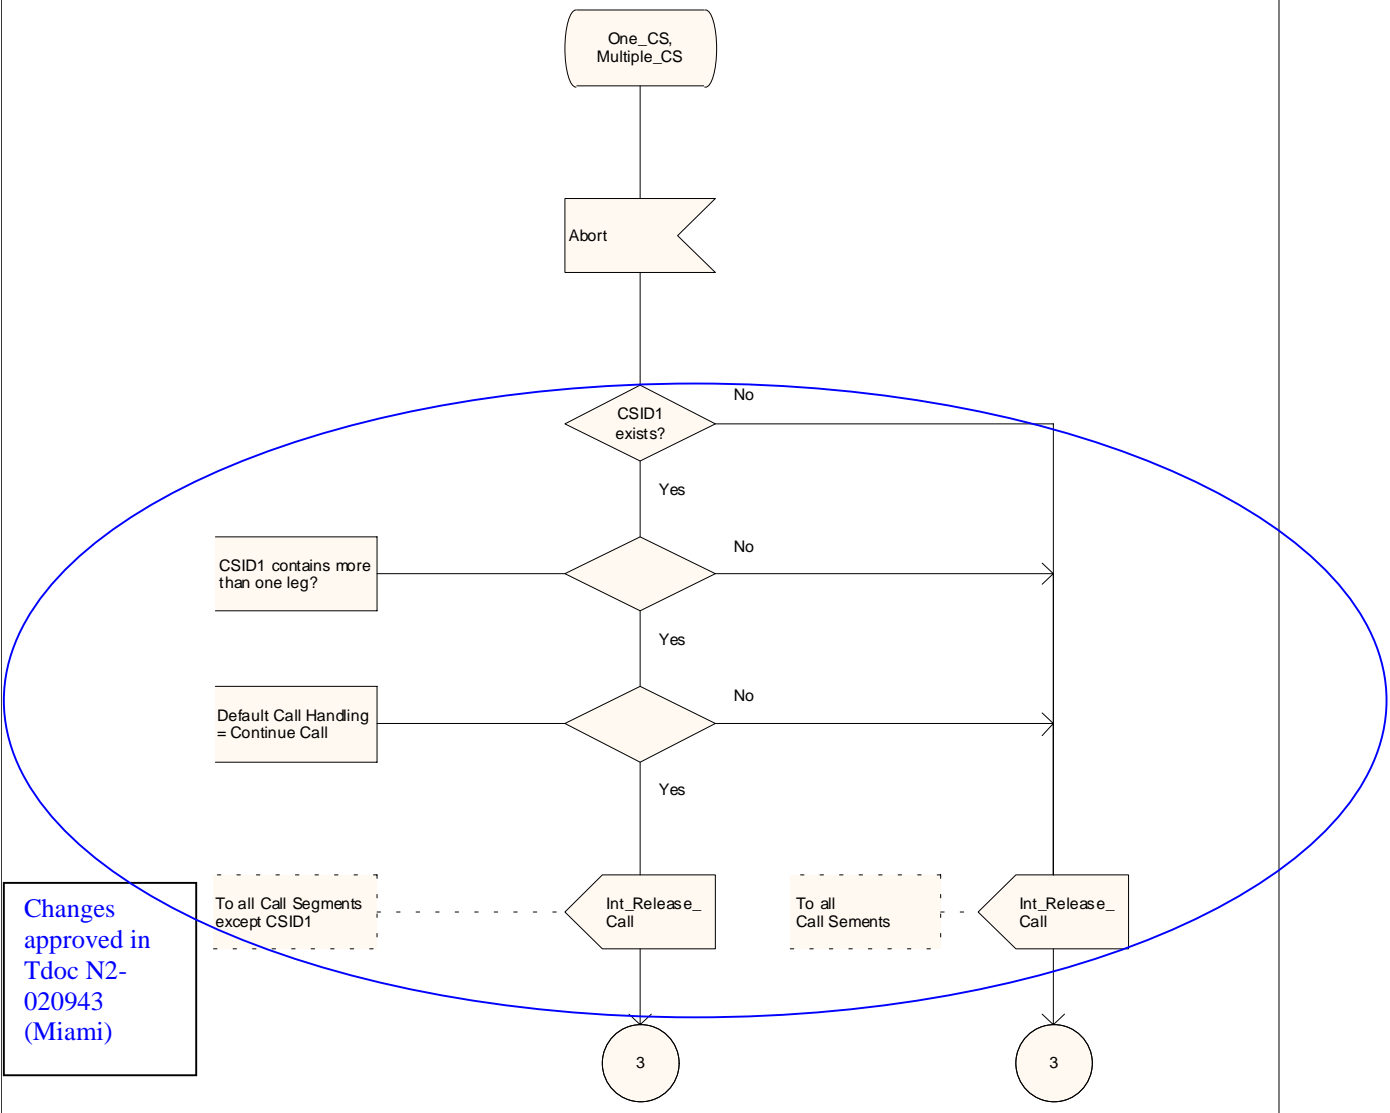 One_CS,
Multiple_CS
Abort
CSID1
exists?
No
Yes
CSID1 contains more
than one leg?
No
Yes
Default Call Handling
= Continue Call
No
Yes
To all Call Segments
except CSID1
Int_Release_
Call
To all
Call Sements
Int_Release_
Call
Changes
approved in
Tdoc N2-
020943
(Miami)
3
3